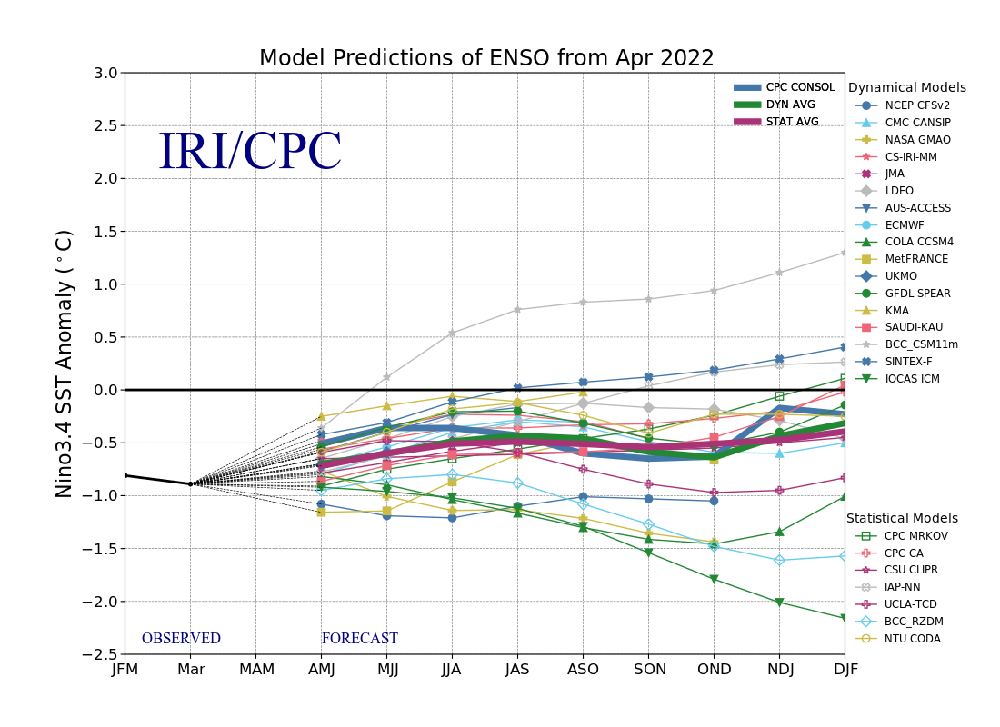 Model Predictions of ENSO from Apr 2022
Nino3.4 SST Anomaly (°C)
3.0
2.5
2.0
1.5
1.0
0.5
0.0
−0.5
−1.0
−1.5
−2.0
−2.5
IRI/CPC
CPC CONSOL
DYN AVG
STAT AVG
OBSERVED
FORECAST
JFM Mar MAM AMJ MJJ JJA JAS ASO SON OND NDJ DJF
Dynamical Models
NCEP CFSv2
CMC CANSIP
NASA GMAO
CS-IRI-MM
JMA
LDEO
AUS-ACCESS
ECMWF
COLA CCSM4
MetFRANCE
UKMO
GFDL SPEAR
KMA
SAUDI-KAU
BCC_CSM11m
SINTEX-F
IOCAS ICM
Statistical Models
CPC MRKOV
CPC CA
CSU CLIPR
IAP-NN
UCLA-TCD
BCC_RZDM
NTU CODA